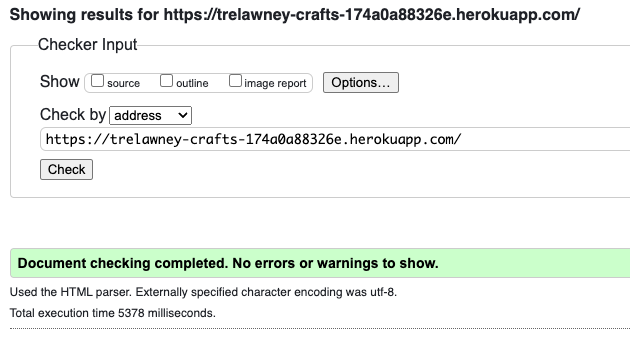 Showing results for https://trelawney-crafts-174a0a88326e.herokuapp.com/
Checker Input
Show source outline image report Options...
Check by address
https://trelawney-crafts-174a0a88326e.herokuapp.com/
Check
Document checking completed. No errors or warnings to show.
Used the HTML parser. Externally specified character encoding was utf-8.
Total execution time 5378 milliseconds.